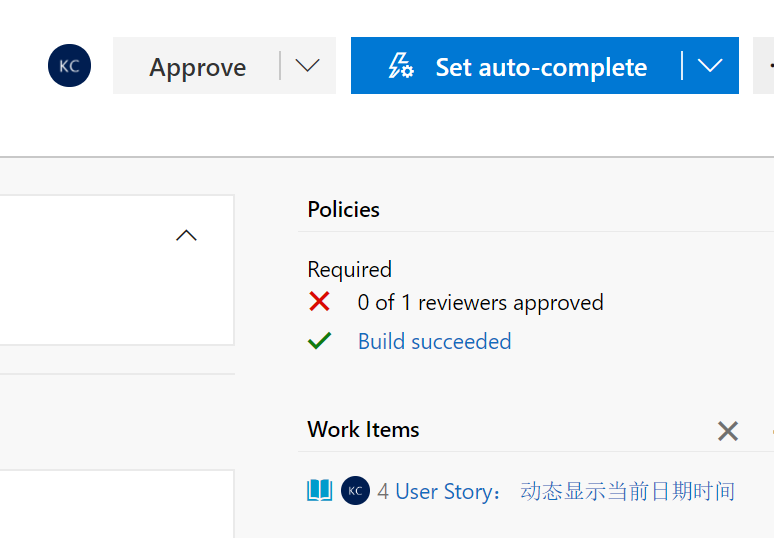 KC Approve Set auto-complete
Policies
Required
0 of 1 reviewers approved
Build succeeded
Work Items
KC 4 User Story： 动态显示当前日期时间